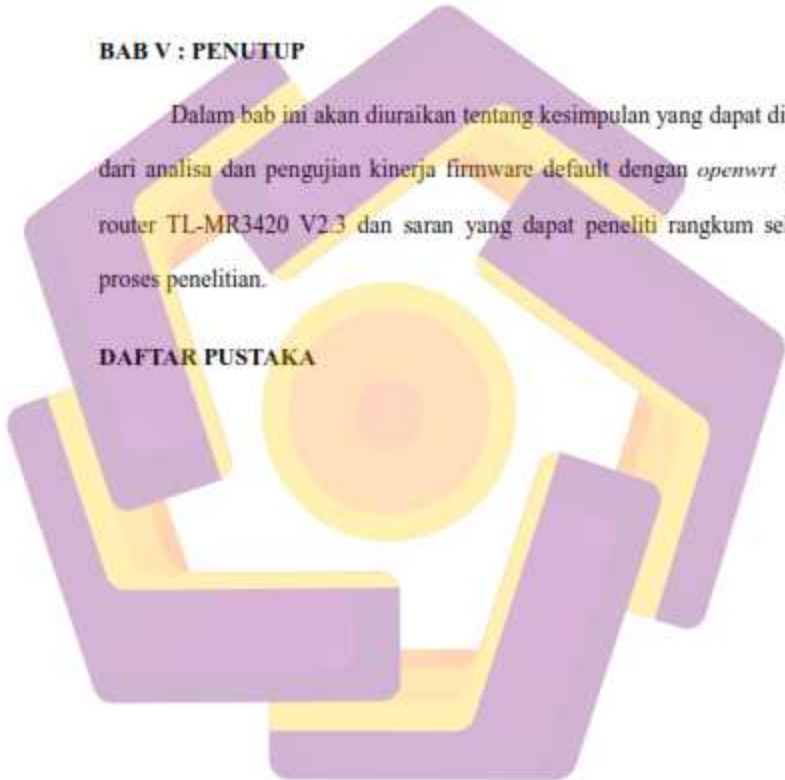 BAB V : PENUTUP
Dalam bab ini akan diuraikan tentang kesimpulan yang dapat di
dari analisa dan pengujian kinerja firmware default dengan openwrt
router TL-MR3420 V2.3 dan saran yang dapat peneliti rangkum sel
proses penelitian.
DAFTAR PUSTAKA